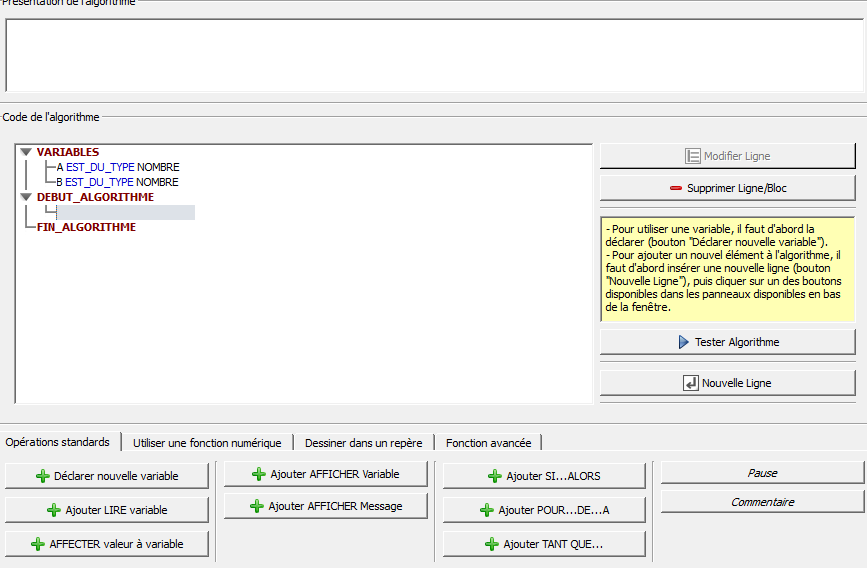 Présentation de l'algorithme
Code de l'algorithme
VARIABLES
A EST_DU_TYPE NOMBRE
B EST_DU_TYPE NOMBRE
DEBUT_ALGORITHME
FIN_ALGORITHME
Modifier Ligne
Supprimer Ligne/Bloc
- Pour utiliser une variable, il faut d'abord la
déclarer (bouton "Déclarer nouvelle variable").
- Pour ajouter un nouvel élément à l'algorithme, il
faut d'abord insérer une nouvelle ligne (bouton
"Nouvelle Ligne"), puis cliquer sur un des boutons
disponibles dans les panneaux disponibles en bas
de la fenêtre.
Tester Algorithme
Nouvelle Ligne
Opérations standards
Utiliser une fonction numérique
Dessiner dans un repère
Fonction avancée
Déclarer nouvelle variable
Ajouter LIRE variable
AFFECTER valeur à variable
Ajouter AFFICHER Variable
Ajouter AFFICHER Message
Ajouter SI...ALORS
Ajouter POUR...DE...A
Ajouter TANT QUE...
Pause
Commentaire